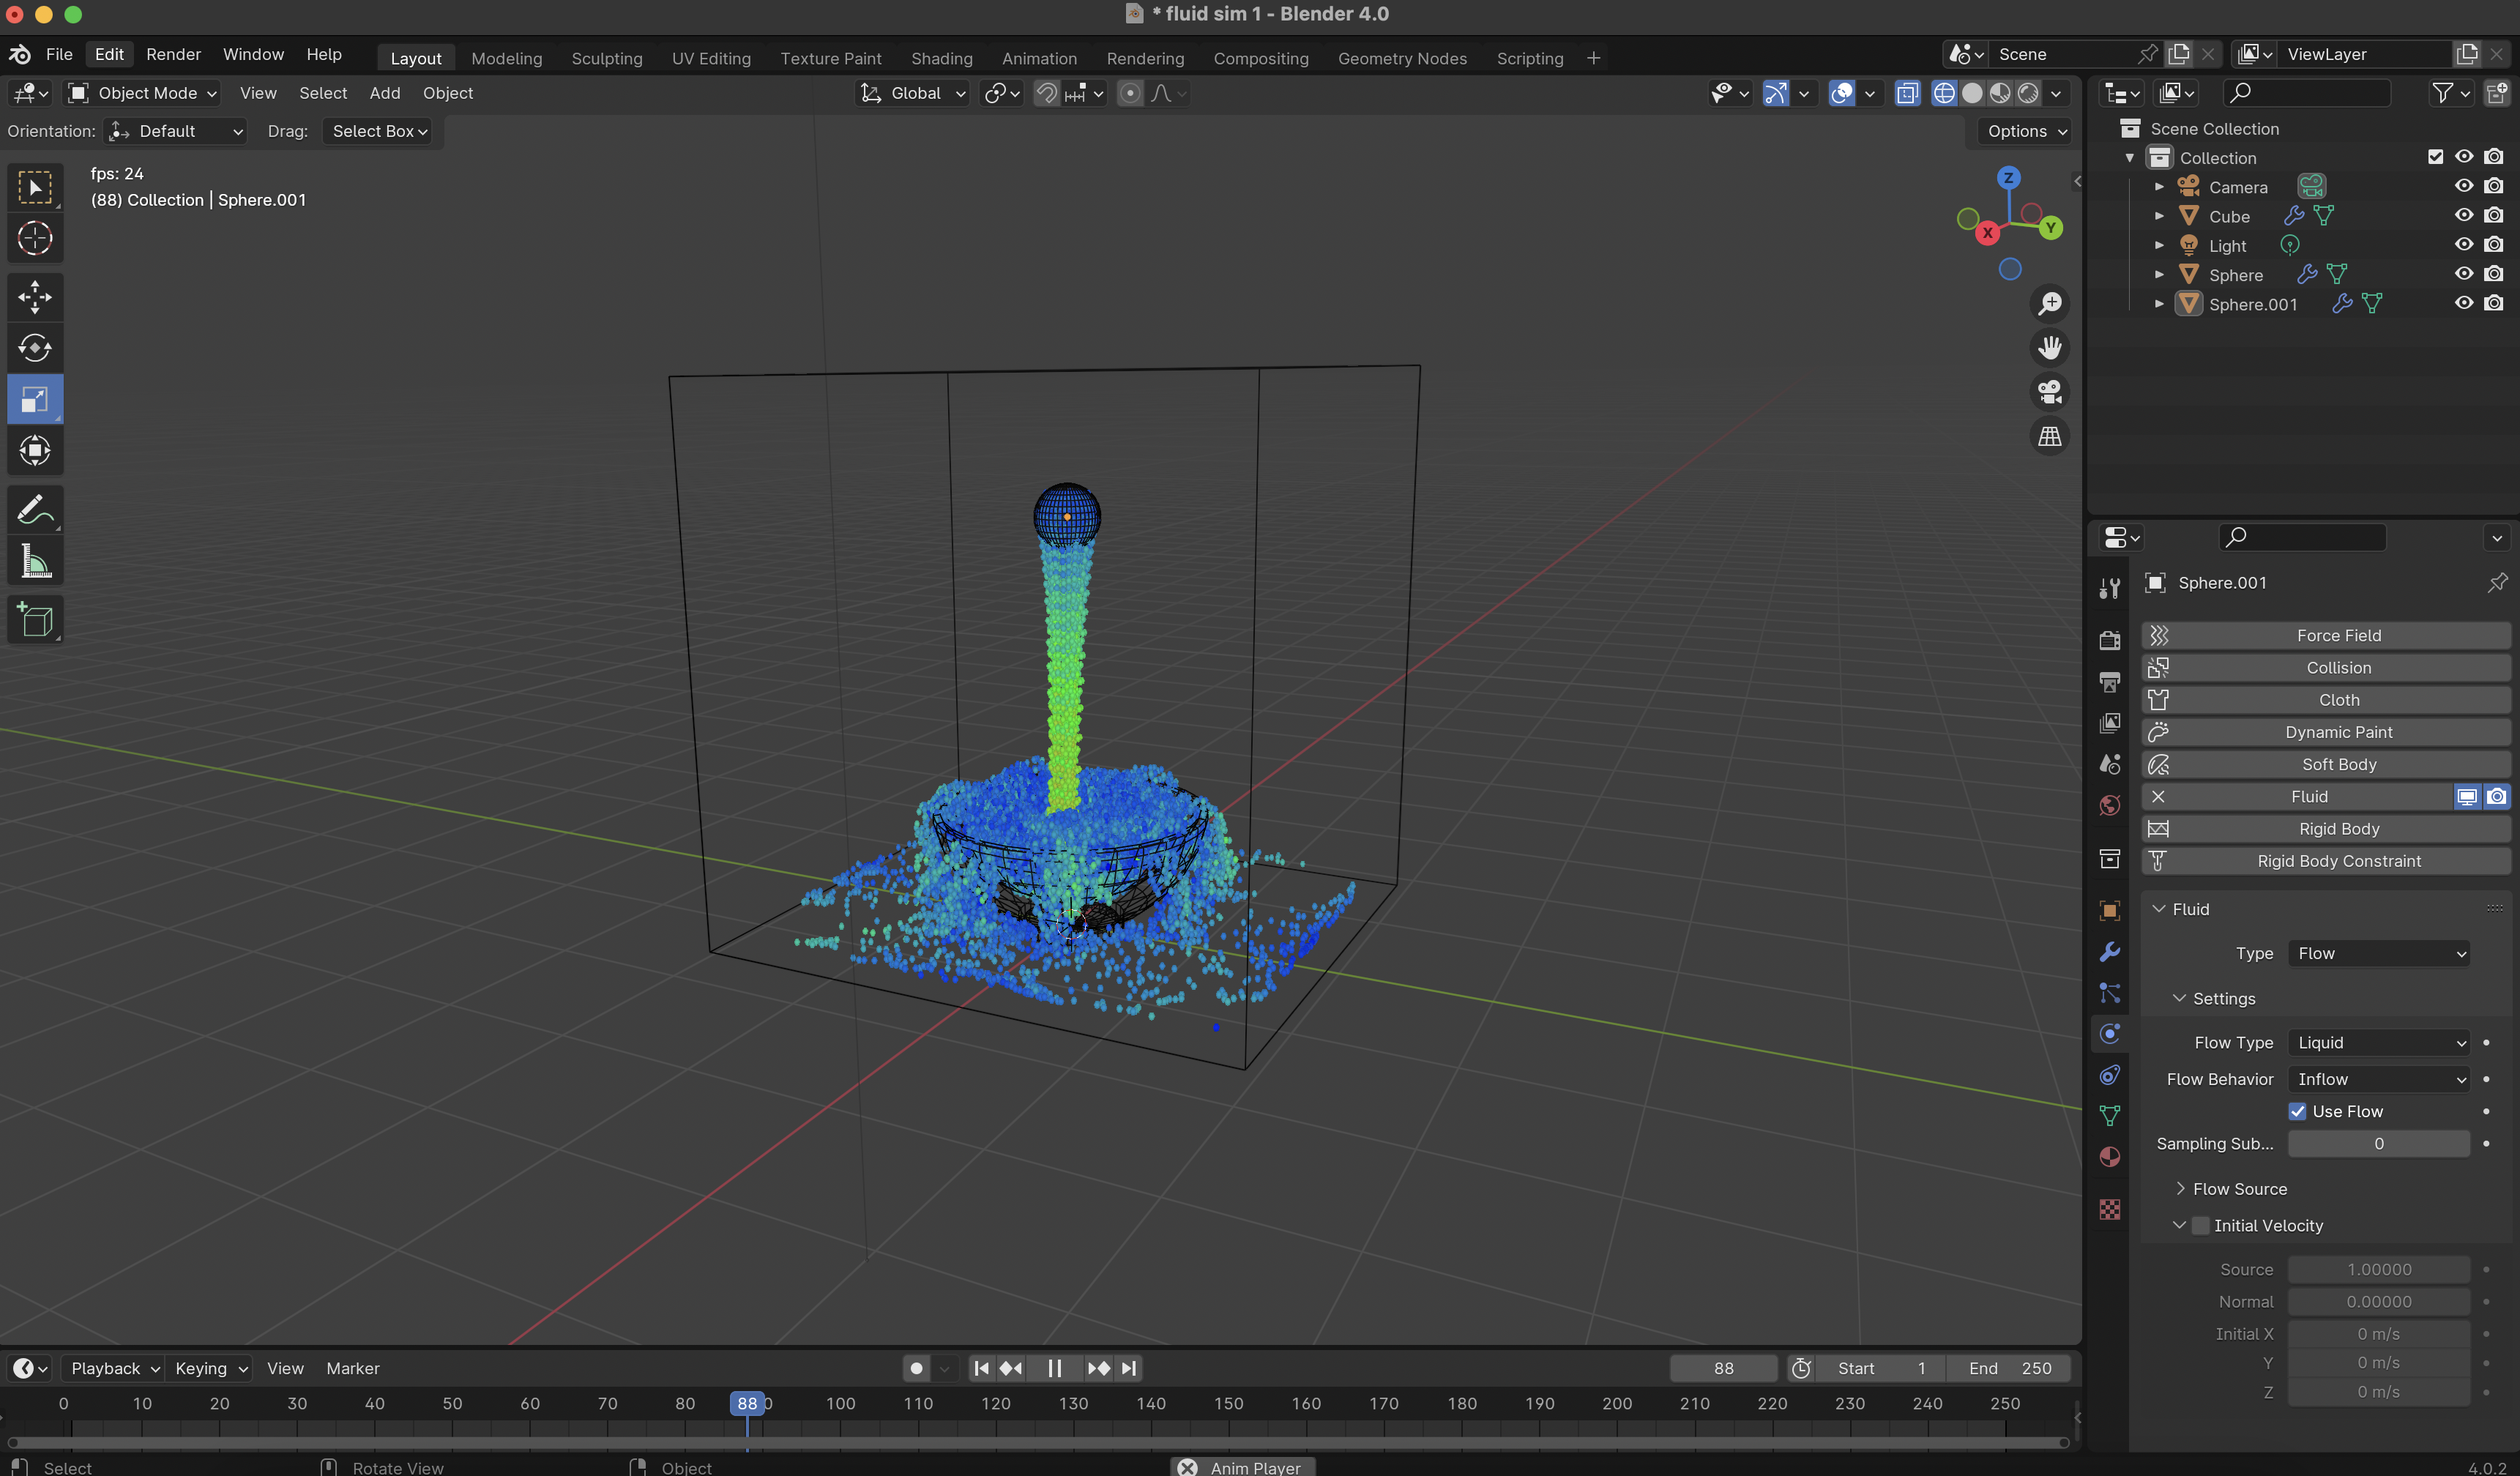 * fluid sim 1 - Blender 4.0
File Edit Render Window Help
Layout Modeling Sculpting UV Editing Texture Paint Shading Animation Rendering Compositing Geometry Nodes Scripting +
Scene
ViewLayer
Object Mode View Select Add Object
Global
Orientation: Default Drag: Select Box
Options
fps: 24
(88) Collection | Sphere.001
Z
X
Y
Scene Collection
Collection
Camera
Cube
Light
Sphere
Sphere.001
Sphere.001
Force Field
Collision
Cloth
Dynamic Paint
Soft Body
Fluid
Rigid Body
Rigid Body Constraint
Fluid
Type Flow
Settings
Flow Type Liquid
Flow Behavior Inflow
Use Flow
Sampling Sub... 0
Flow Source
Initial Velocity
Source 1.00000
Normal 0.00000
Initial X 0 m/s
Y 0 m/s
Z 0 m/s
Playback Keying View Marker
88 Start 1 End 250
0 10 20 30 40 50 60 70 80 88 0 100 110 120 130 140 150 160 170 180 190 200 210 220 230 240 250
Select Rotate View Object Anim Player 4.0.2